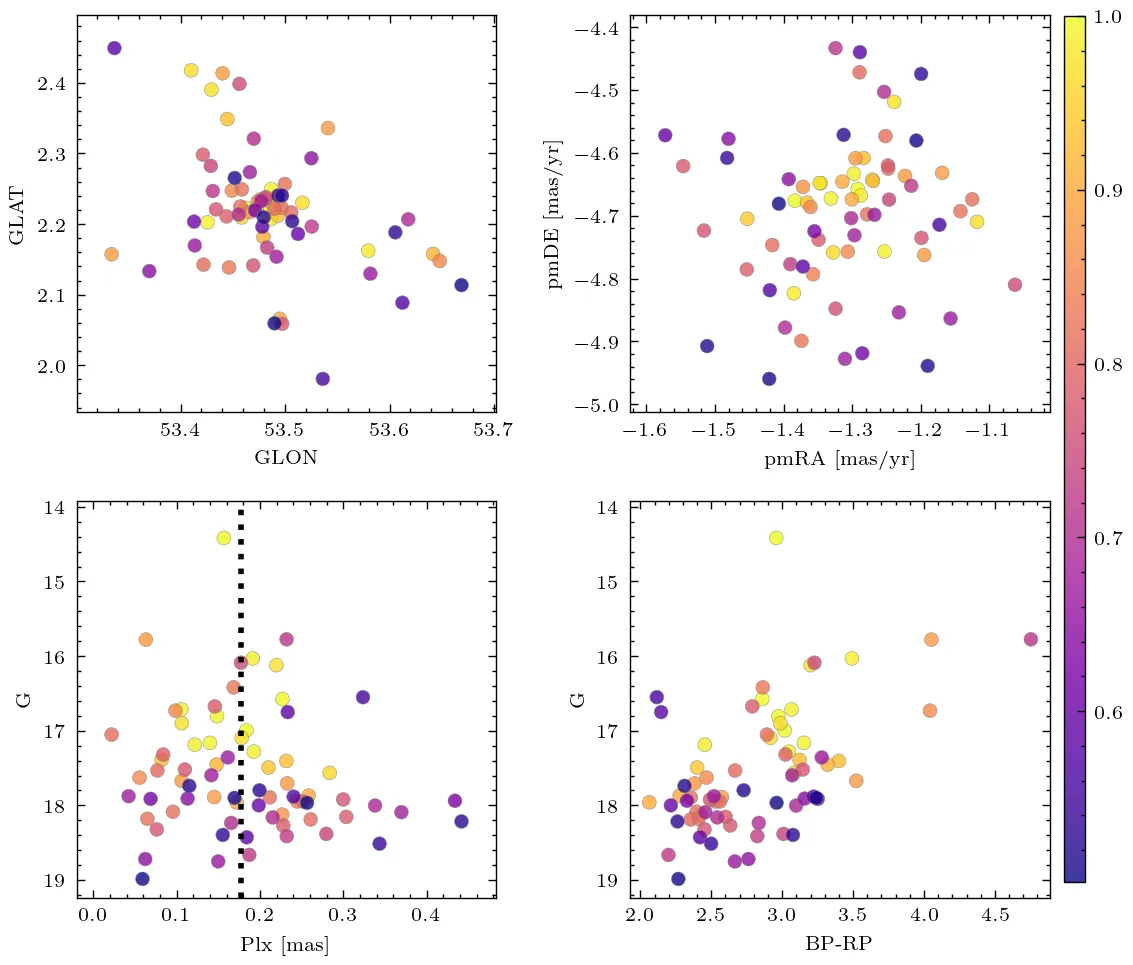 2.4
2.3
2.2
2.1
2.0
GLAT
53.4 53.5 53.6 53.7
GLON
−4.4
−4.5
−4.6
−4.7
−4.8
−4.9
−5.0
pmDE [mas/yr]
−1.6 −1.5 −1.4 −1.3 −1.2 −1.1
pmRA [mas/yr]
14
15
16
17
18
19
G
0.0 0.1 0.2 0.3 0.4
Plx [mas]
14
15
16
17
18
19
G
2.0 2.5 3.0 3.5 4.0 4.5
BP-RP
1.0
0.9
0.8
0.7
0.6